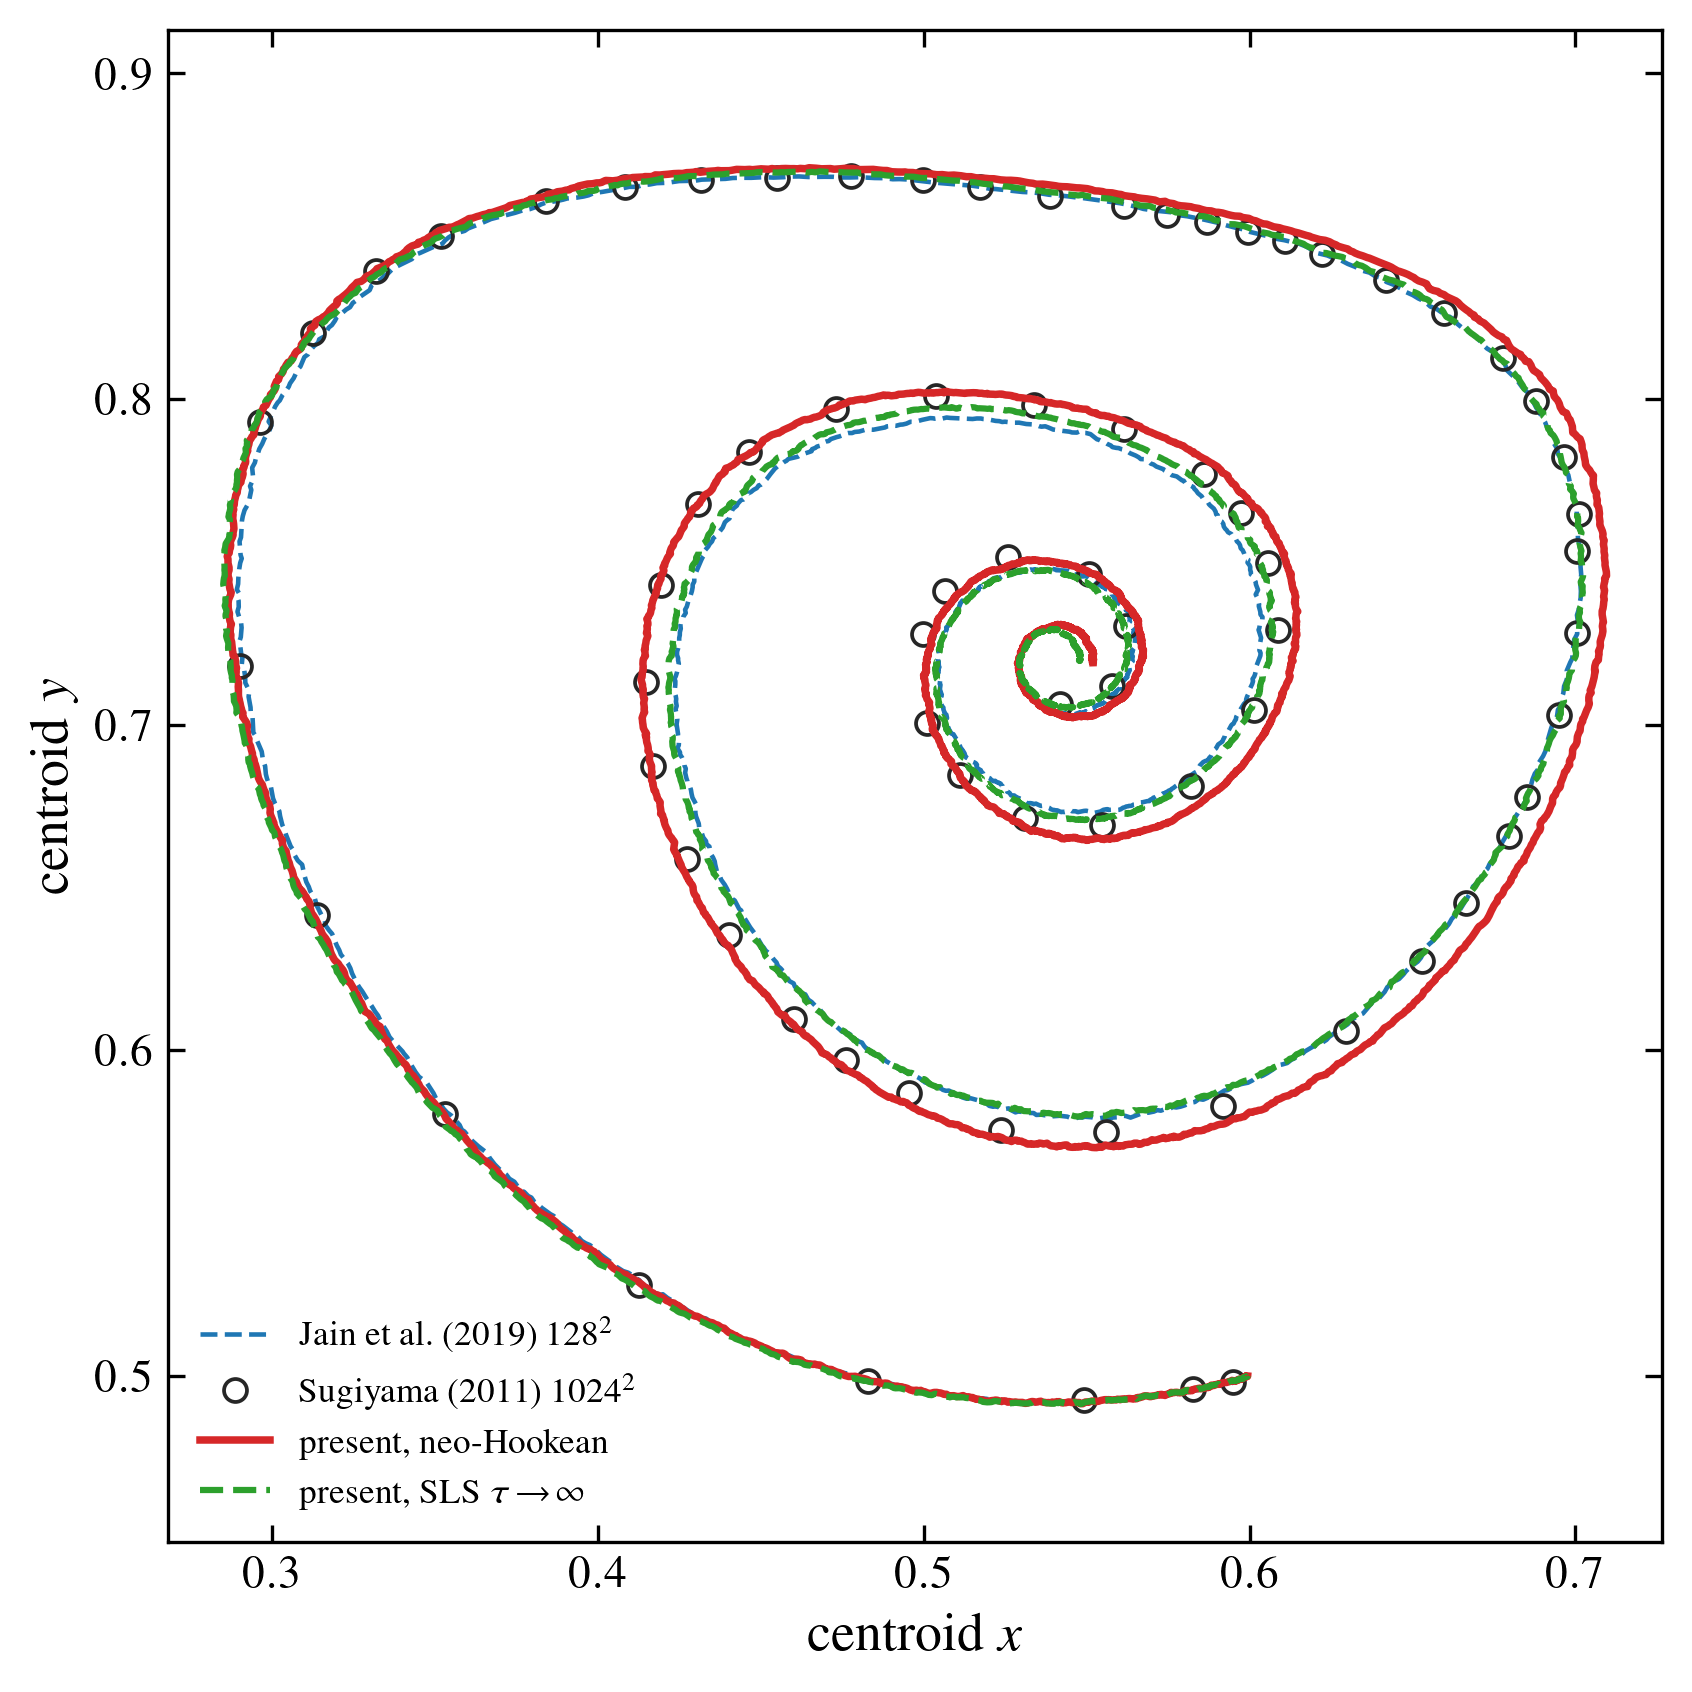 0.9
0.8
0.7
0.6
0.5
centroid y
Jain et al. (2019) 128²
Sugiyama (2011) 1024²
present, neo-Hookean
present, SLS τ→∞
0.3 0.4 0.5 0.6 0.7
centroid x